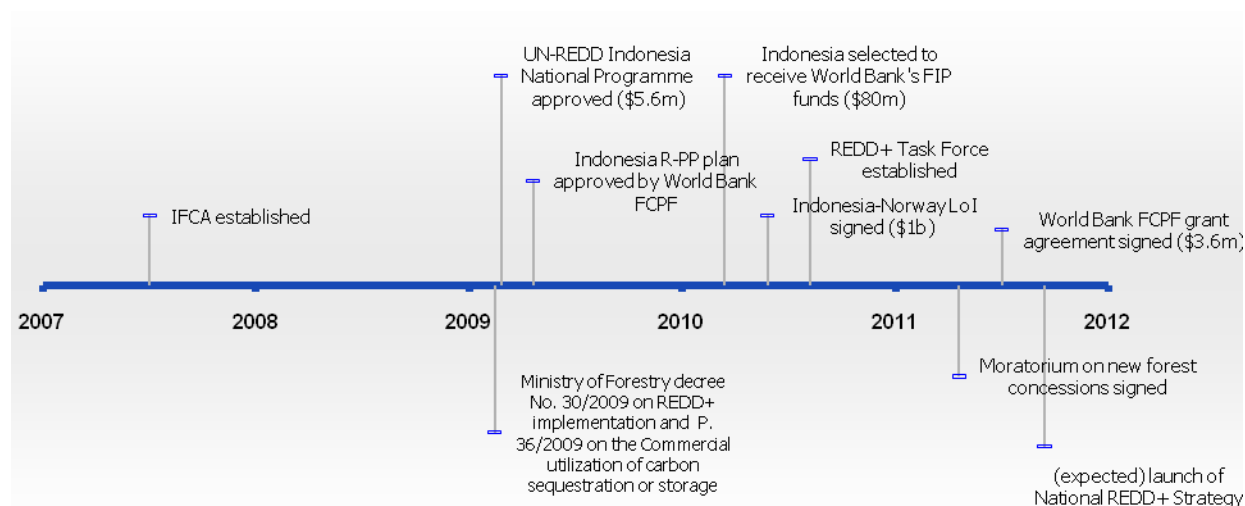 UN-REDD Indonesia
National Programme
approved ($5.6m)
Indonesia selected to
receive World Bank's FIP
funds ($80m)
REDD+ Task Force
established
Indonesia R-PP plan
approved by World Bank
FCPF
IFCA established
Indonesia-Norway LoI
signed ($1b)
World Bank FCPF grant
agreement signed ($3.6m)
2007
2008
2009
2010
2011
2012
Moratorium on new forest
concessions signed
Ministry of Forestry decree
No. 30/2009 on REDD+
implementation and P.
36/2009 on the Commercial
utilization of carbon
sequestration or storage
(expected) launch of
National REDD+ Strategy